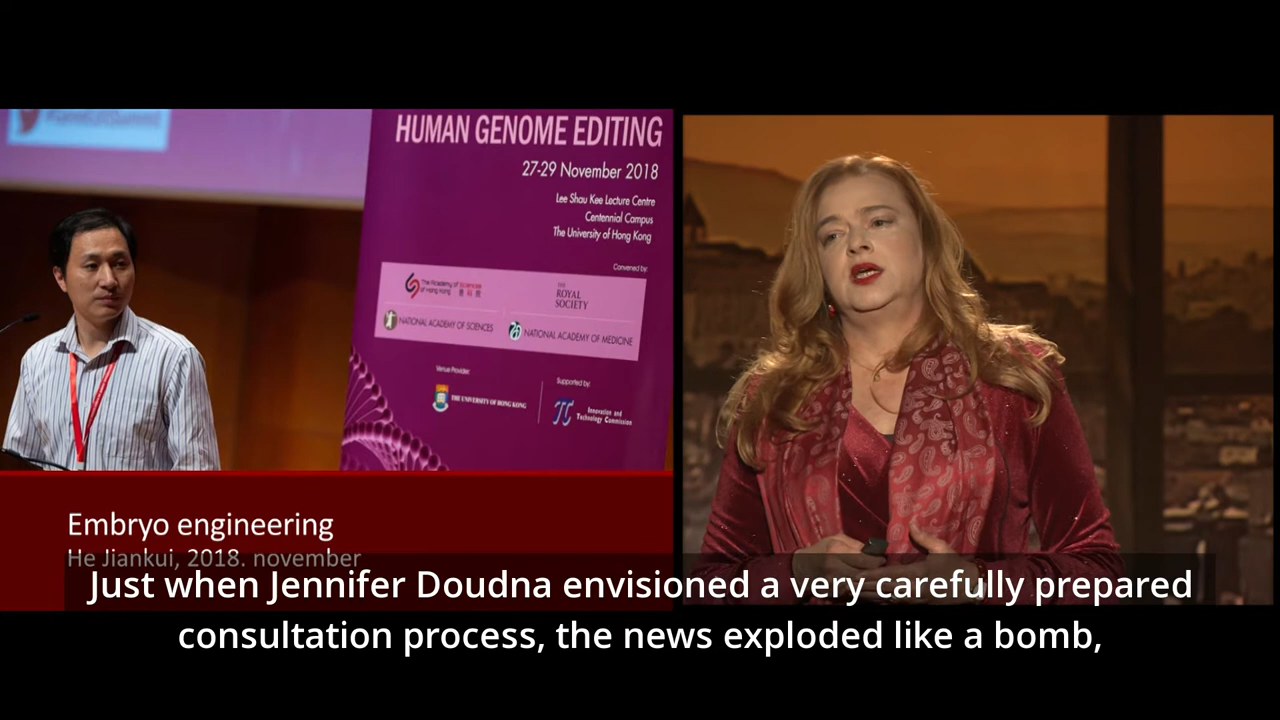 HUMAN GENOME EDITING
27-29 November 2018
Lee Shau Kee Lecture Centre
Centennial Campus
The University of Hong Kong
Convened by:
The Academy of Sciences
of Hong Kong
THE
ROYAL
SOCIETY
NATIONAL ACADEMY OF SCIENCES
NATIONAL ACADEMY OF MEDICINE
Venue Provider:
THE UNIVERSITY OF HONG KONG
Supported by:
Innovation and
Technology Commission
Embryo engineering
He Jiankui, 2018. november
Just when Jennifer Doudna envisioned a very carefully prepared
consultation process, the news exploded like a bomb,